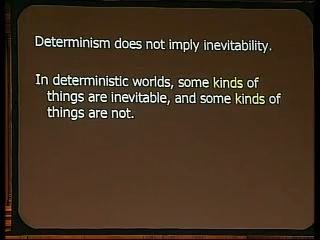 Determinism does not imply inevitability.
In deterministic worlds, some kinds of
things are inevitable, and some kinds of
things are not.